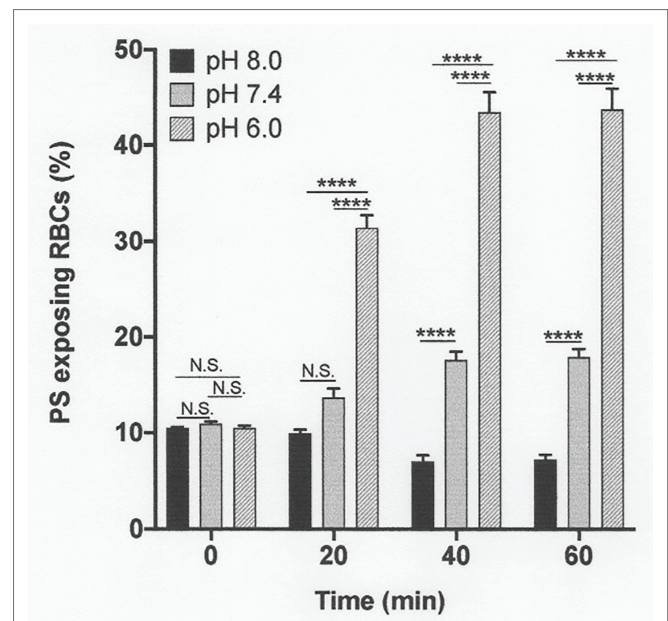 50
40
30
20
10
0
PS exposing RBCs (%)
pH 8.0
pH 7.4
pH 6.0
N.S.
N.S.
N.S.
****
****
N.S.
****
****
****
****
****
****
0 20 40 60
Time (min)